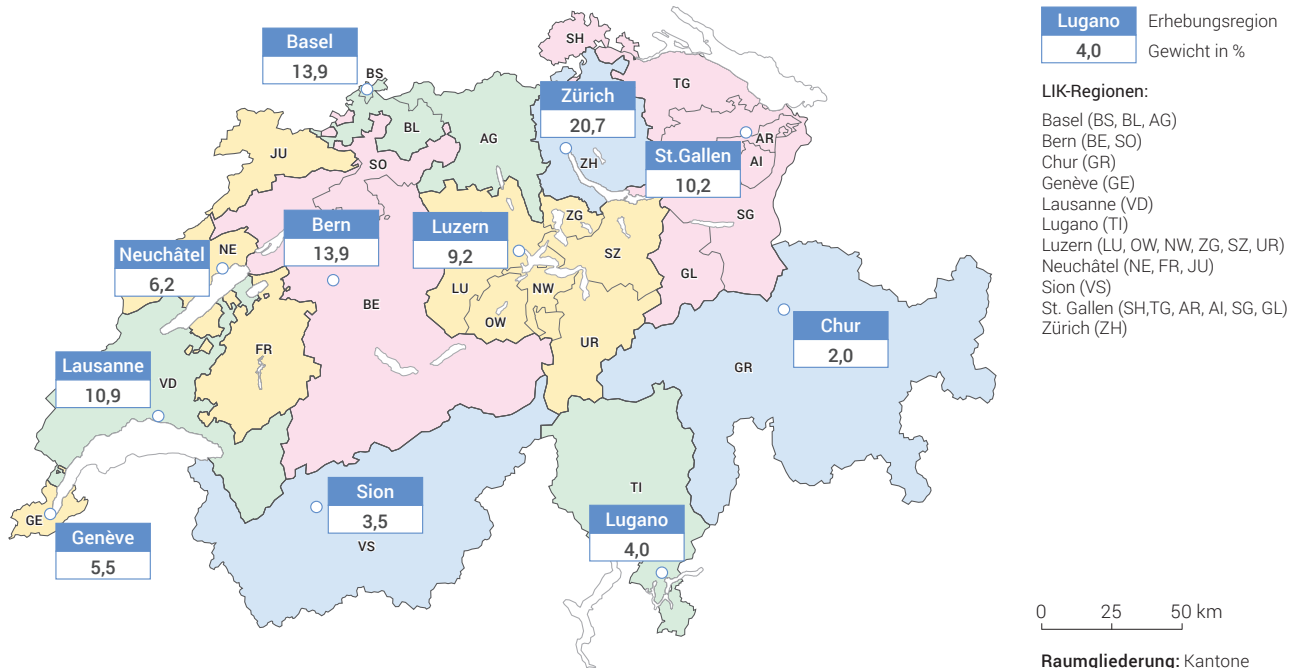 Basel
13,9
BS
BL
AG
JU
SO
SH
TG
Zürich
20,7
ZH
St.Gallen
10,2
AR
AI
SG
GL
Neuchâtel
6,2
NE
Bern
13,9
BE
Luzern
9,2
LU
OW
NW
ZG
SZ
UR
Chur
2,0
GR
Lausanne
10,9
VD
FR
GE
Genève
5,5
Sion
3,5
VS
TI
Lugano
4,0
Lugano Erhebungsregion
4,0 Gewicht in %
LIK-Regionen:
Basel (BS, BL, AG)
Bern (BE, SO)
Chur (GR)
Genève (GE)
Lausanne (VD)
Lugano (TI)
Luzern (LU, OW, NW, ZG, SZ, UR)
Neuchâtel (NE, FR, JU)
Sion (VS)
St. Gallen (SH,TG, AR, AI, SG, GL)
Zürich (ZH)
0 25 50 km
Raumgliederung: Kantone